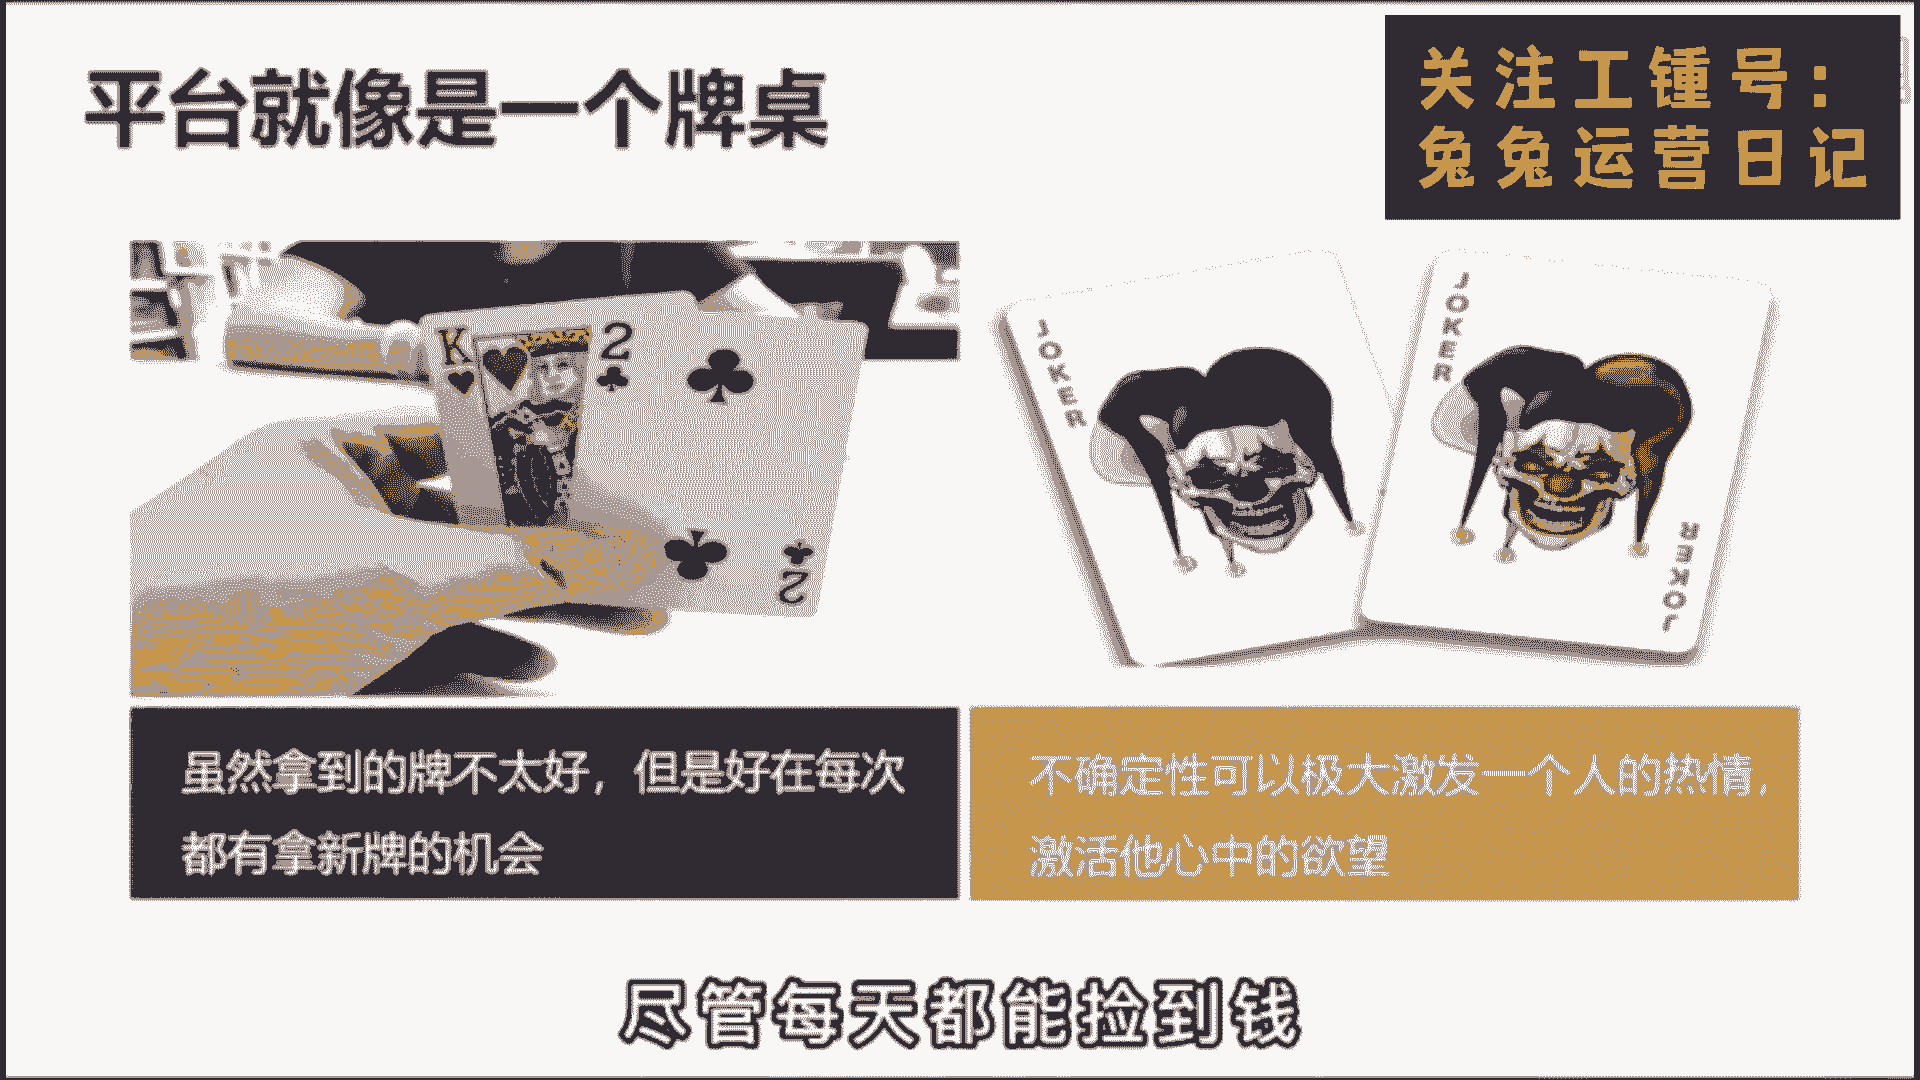 平台就像是一个牌桌
关注工锺号：
兔兔运营日记
K
2
2
JOKER
JOKER
JOKER
虽然拿到的牌不太好，但是好在每次
都有拿新牌的机会
不确定性可以极大激发一个人的热情，
激活他心中的欲望
尽管每天都能捡到钱